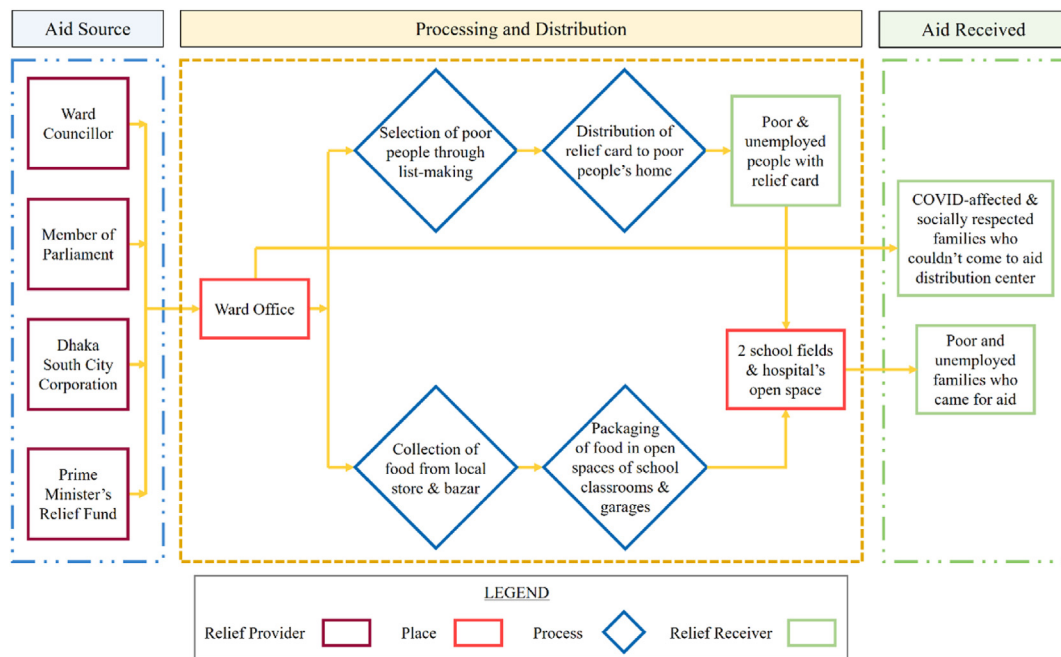 Aid Source
Processing and Distribution
Aid Received
Ward
Councillor
Member of
Parliament
Dhaka
South City
Corporation
Prime
Minister's
Relief Fund
Ward Office
Selection of poor
people through
list-making
Distribution of
relief card to poor
people's home
Poor &
unemployed
people with
relief card
Collection of
food from local
store & bazar
Packaging
of food in open
spaces of school
classrooms &
garages
2 school fields
& hospital's
open space
COVID-affected &
socially respected
families who
couldn't come to aid
distribution center
Poor and
unemployed
families who
came for aid
LEGEND
Relief Provider
Place
Process
Relief Receiver